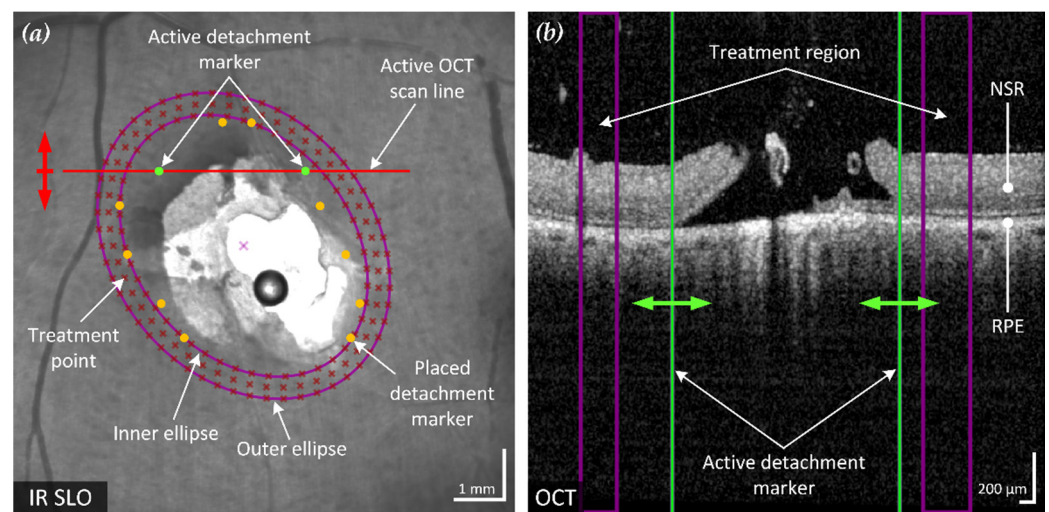 (a)
Active detachment
marker
Active OCT
scan line
Treatment
point
Inner ellipse
Outer ellipse
Placed
detachment
marker
IR SLO
1 mm
(b)
Treatment region
NSR
RPE
Active detachment
marker
OCT
200 µm